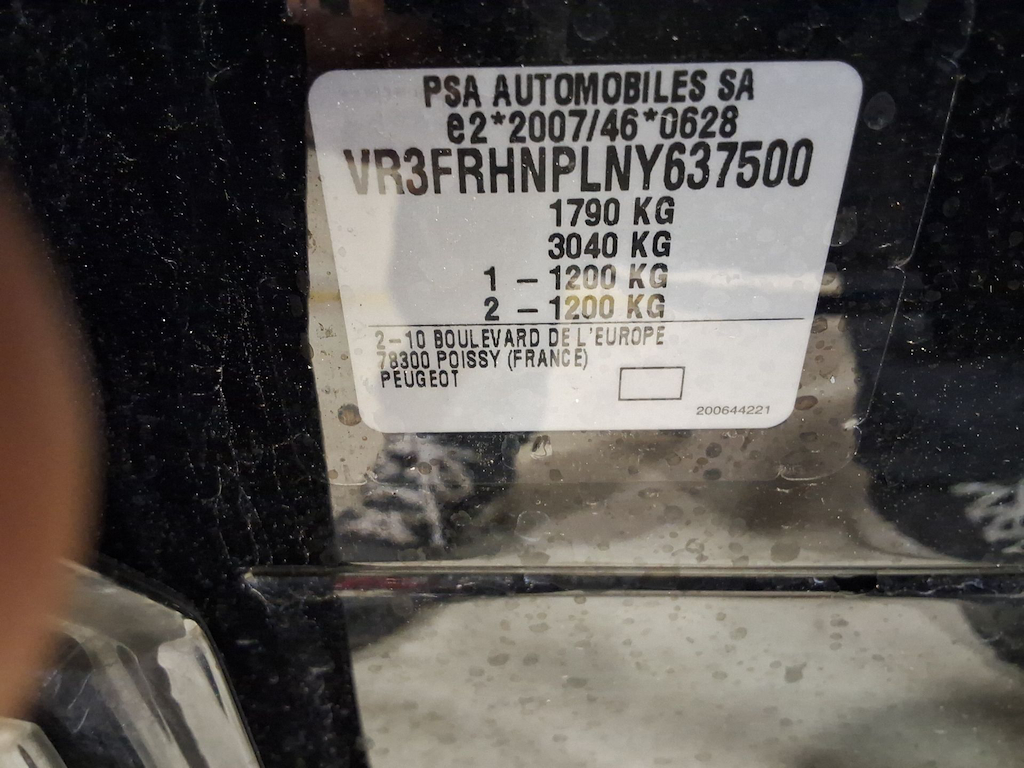 PSA AUTOMOBILES SA
e2*2007/46*0628
VR3FRHNPLNY637500
1790 KG
3040 KG
1 – 1200 KG
2 – 1200 KG
2–10 BOULEVARD DE L'EUROPE
78300 POISSY (FRANCE)
PEUGEOT
200644221